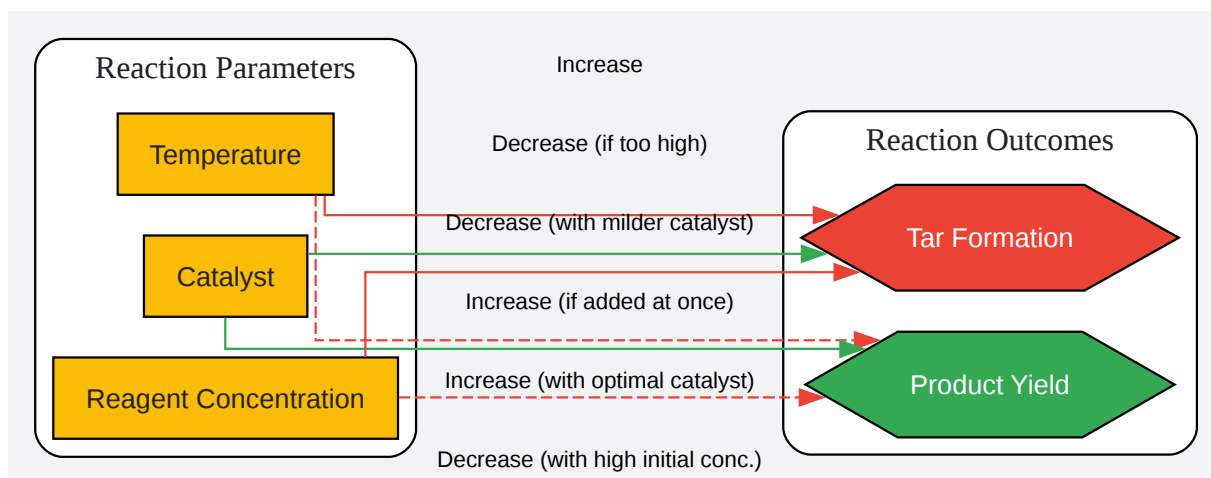 Reaction Parameters
Temperature
Catalyst
Reagent Concentration
Increase
Decrease (if too high)
Decrease (with milder catalyst)
Increase (if added at once)
Increase (with optimal catalyst)
Decrease (with high initial conc.)
Reaction Outcomes
Tar Formation
Product Yield